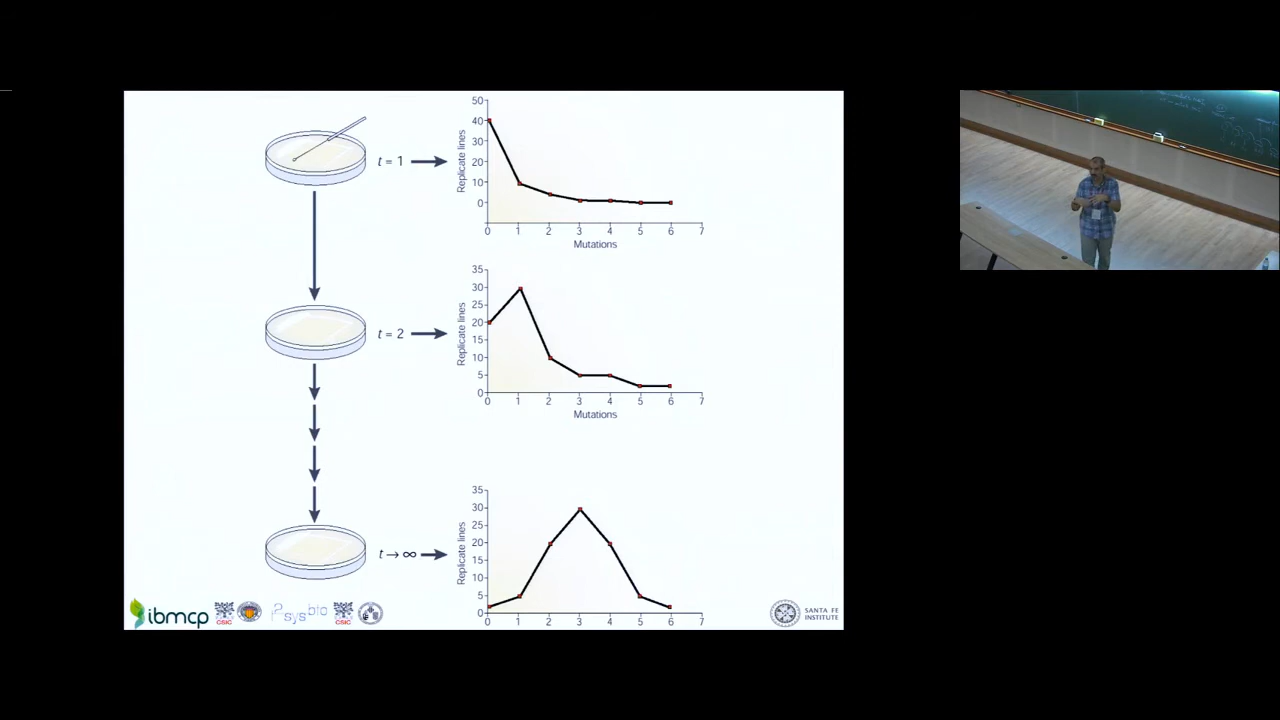 50
40
30
20
10
0
Replicate lines
0 1 2 3 4 5 6 7
Mutations
t = 1
35
30
25
20
15
10
5
0
Replicate lines
0 1 2 3 4 5 6 7
Mutations
t = 2
35
30
25
20
15
10
5
0
Replicate lines
0 1 2 3 4 5 6 7
t → ∞
ibmcp
CSIC
i2sysbio
CSIC
SANTA FE
INSTITUTE